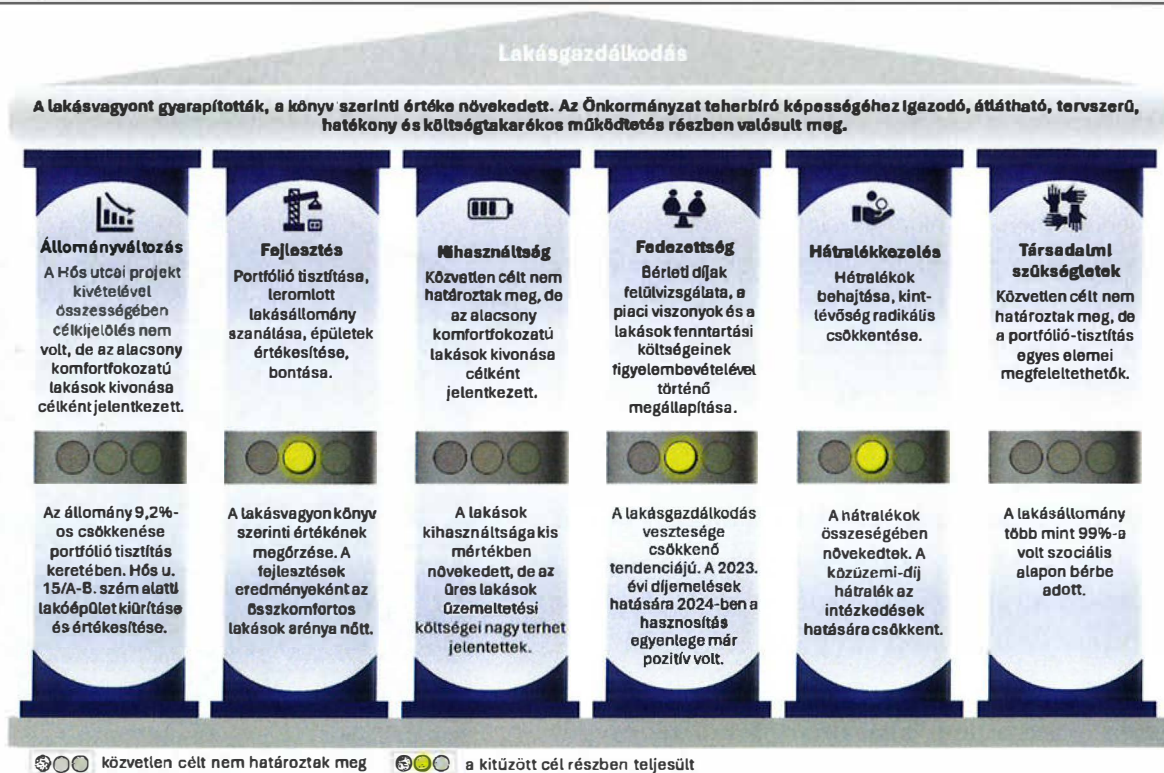 Lakásgazdálkodás
A lakásvagyont gyarapították, a könyv szerinti értéke növekedett. Az Önkormányzat teherbíró képességéhez igazodó, átlátható, tervszerű,
hatékony és költségtakarékos működtetés részben valósult meg.
Állományváltozás
A Hős utcai projekt
kivételével
összességében
célkijelölés nem
volt, de az alacsony
komfortfokozatú
lakások kivonása
célként jelentkezett.
Az állomány 9,2%-
os csökkenése
portfólió tisztítás
keretében. Hős u.
15/A-B. szám alatti
lakóépület kiürítése
és értékesítése.
Fejlesztés
Portfólió tisztítása,
leromlott
lakásállomány
szanálása, épületek
értékesítése,
bontása.
A lakásvagyon könyv
szerinti értékének
megőrzése. A
fejlesztések
eredményeként az
összkomfortos
lakások aránya nőtt.
Kihasználtság
Közvetlen célt nem
határoztak meg, de
az alacsony
komfortfokozatú
lakások kivonása
célként
jelentkezett.
A lakások
kihasználtsága kis
mértékben
növekedett, de az
üres lakások
üzemeltetési
költségei nagy terhet
jelentettek.
Fedezettség
Bérleti díjak
felülvizsgálata, a
piaci viszonyok és a
lakások fenntartási
költségeinek
figyelembevételével
történő
megállapítása.
A lakásgazdálkodás
vesztesége
csökkenő
tendenciájú. A 2023.
évi díjemelések
hatására 2024-ben a
hasznosítás
egyenlege már
pozitív volt.
Hátralékkezelés
Hétralékok
behajtása, kint-
lévőség radikális
csökkentése.
A hátralékok
összeségében
növekedtek. A
közüzemi-díj
hátralék az
intézkedések
hatására csökkent.
Társadalmi
szükségletek
Közvetlen célt nem
határoztak meg, de
a portfólió-tisztítás
egyes elemei
megfeleltethetők.
A lakásállomány
több mint 99%-a
volt szociális
alapon bérbe
adott.
közvetlen célt nem határoztak meg
a kitűzött cél részben teljesült